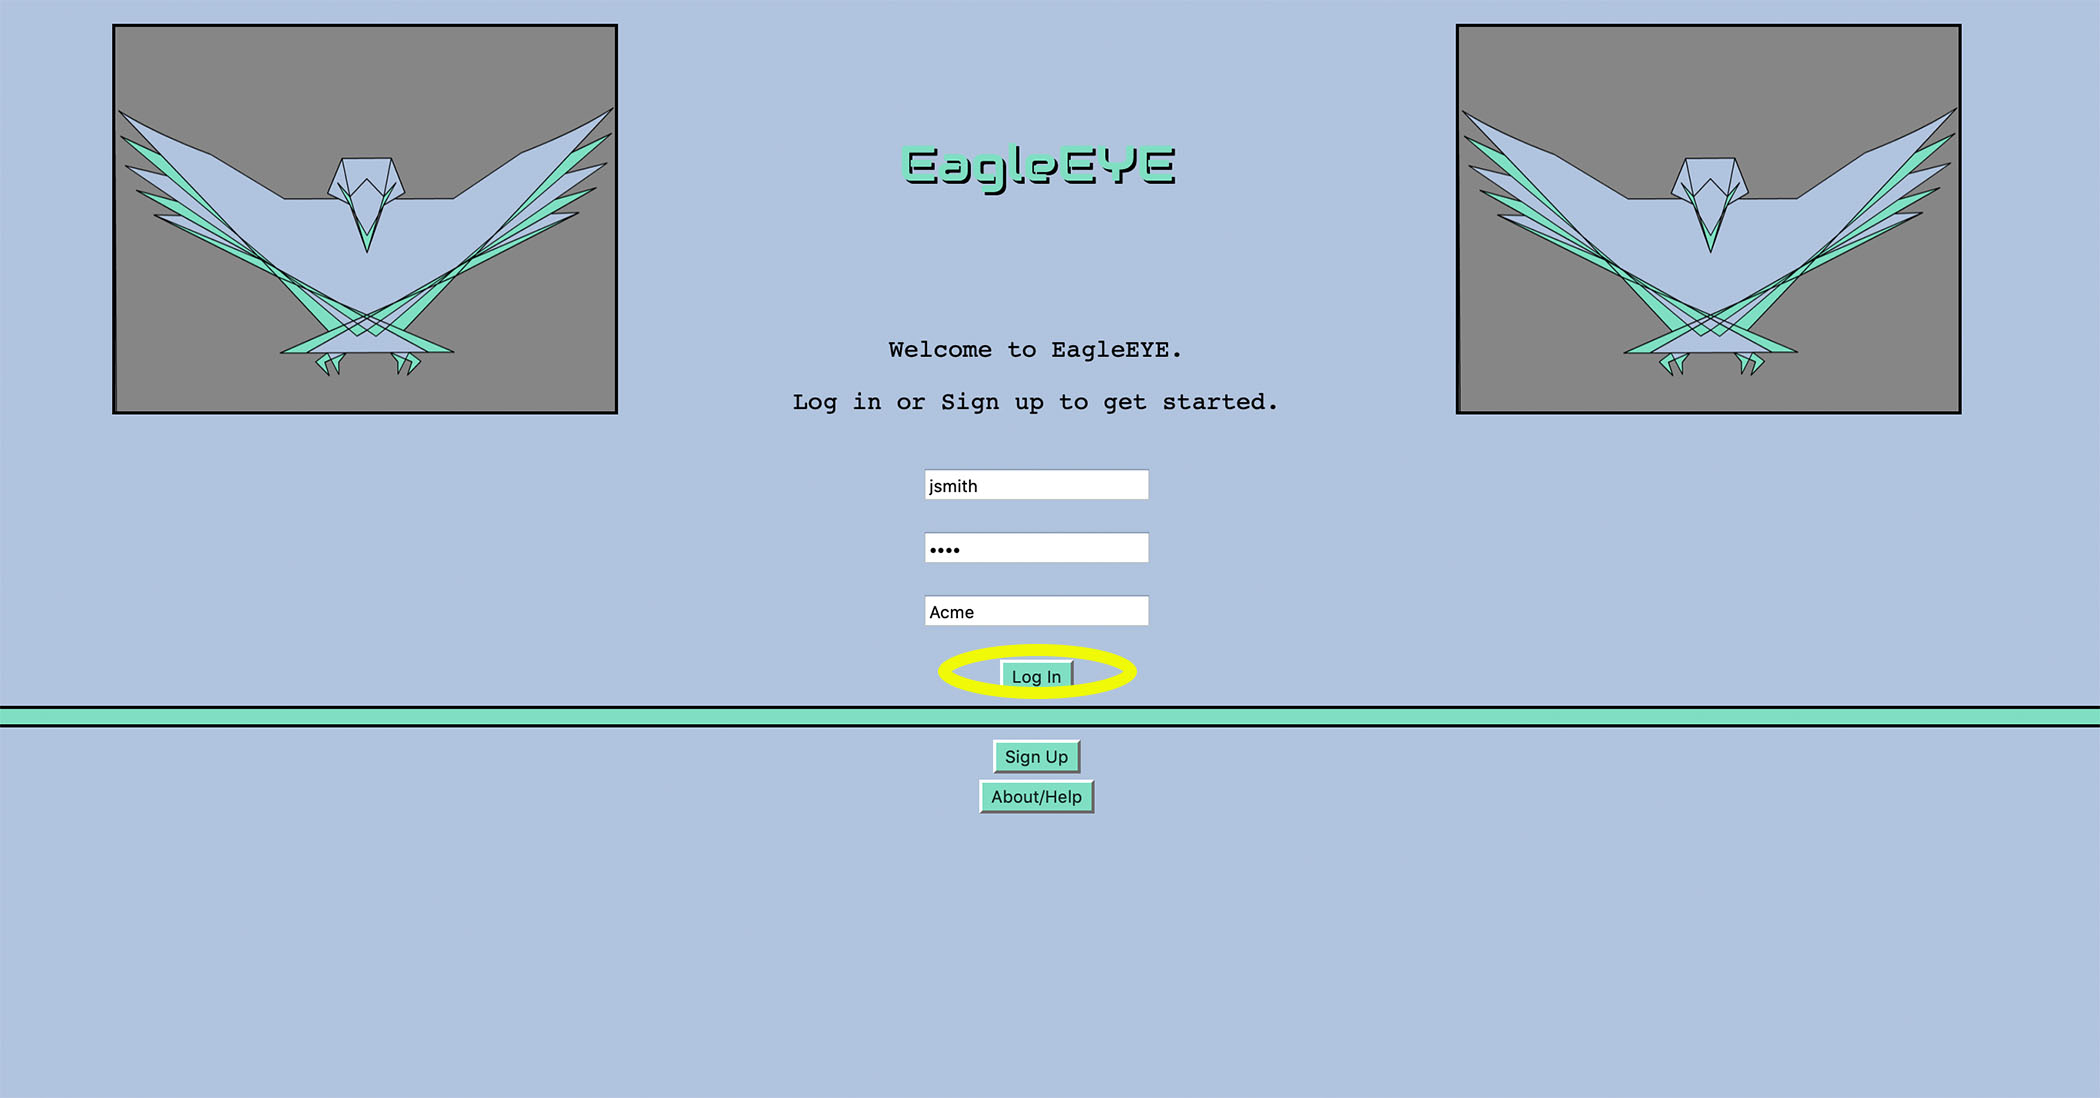 EagleEYE
Welcome to EagleEYE.
Log in or Sign up to get started.
jsmith
••••
Acme
Log In
Sign Up
About/Help